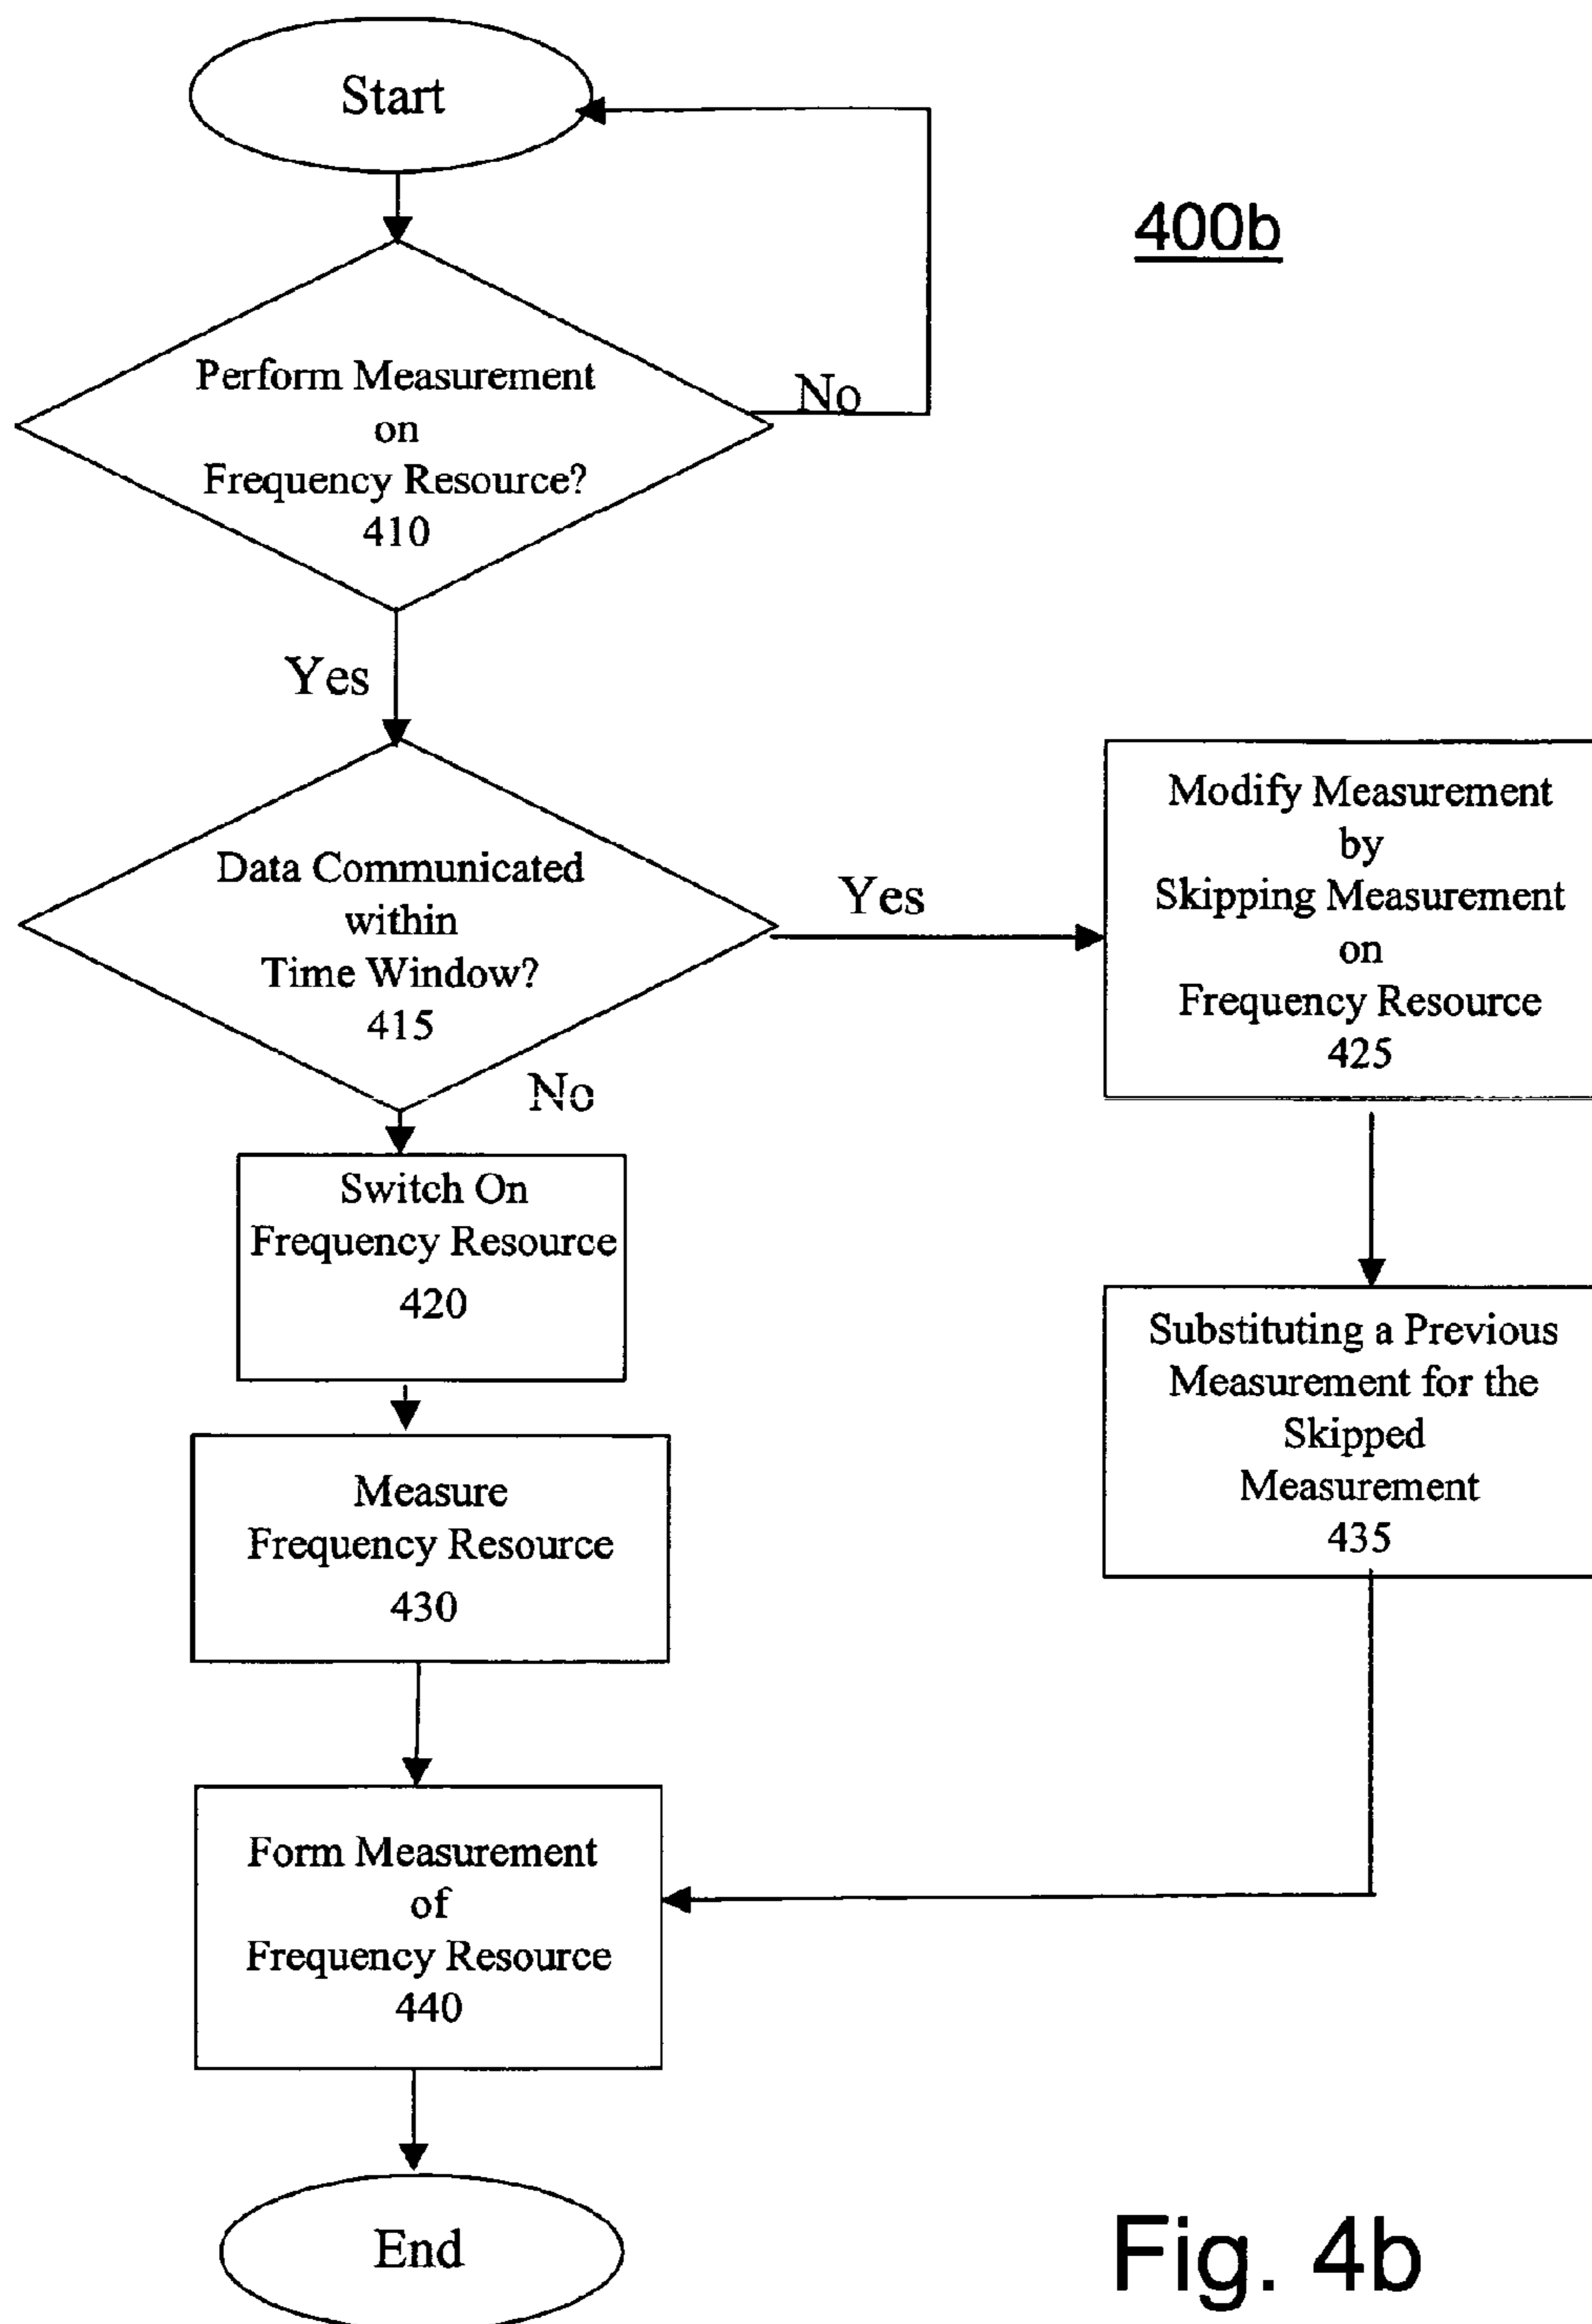 Start
400b
Perform Measurement
on
Frequency Resource?
410
No
Yes
Data Communicated
within
Time Window?
415
Yes
No
Modify Measurement
by
Skipping Measurement
on
Frequency Resource
425
Switch On
Frequency Resource
420
Substituting a Previous
Measurement for the
Skipped
Measurement
435
Measure
Frequency Resource
430
Form Measurement
of
Frequency Resource
440
End
Fig. 4b